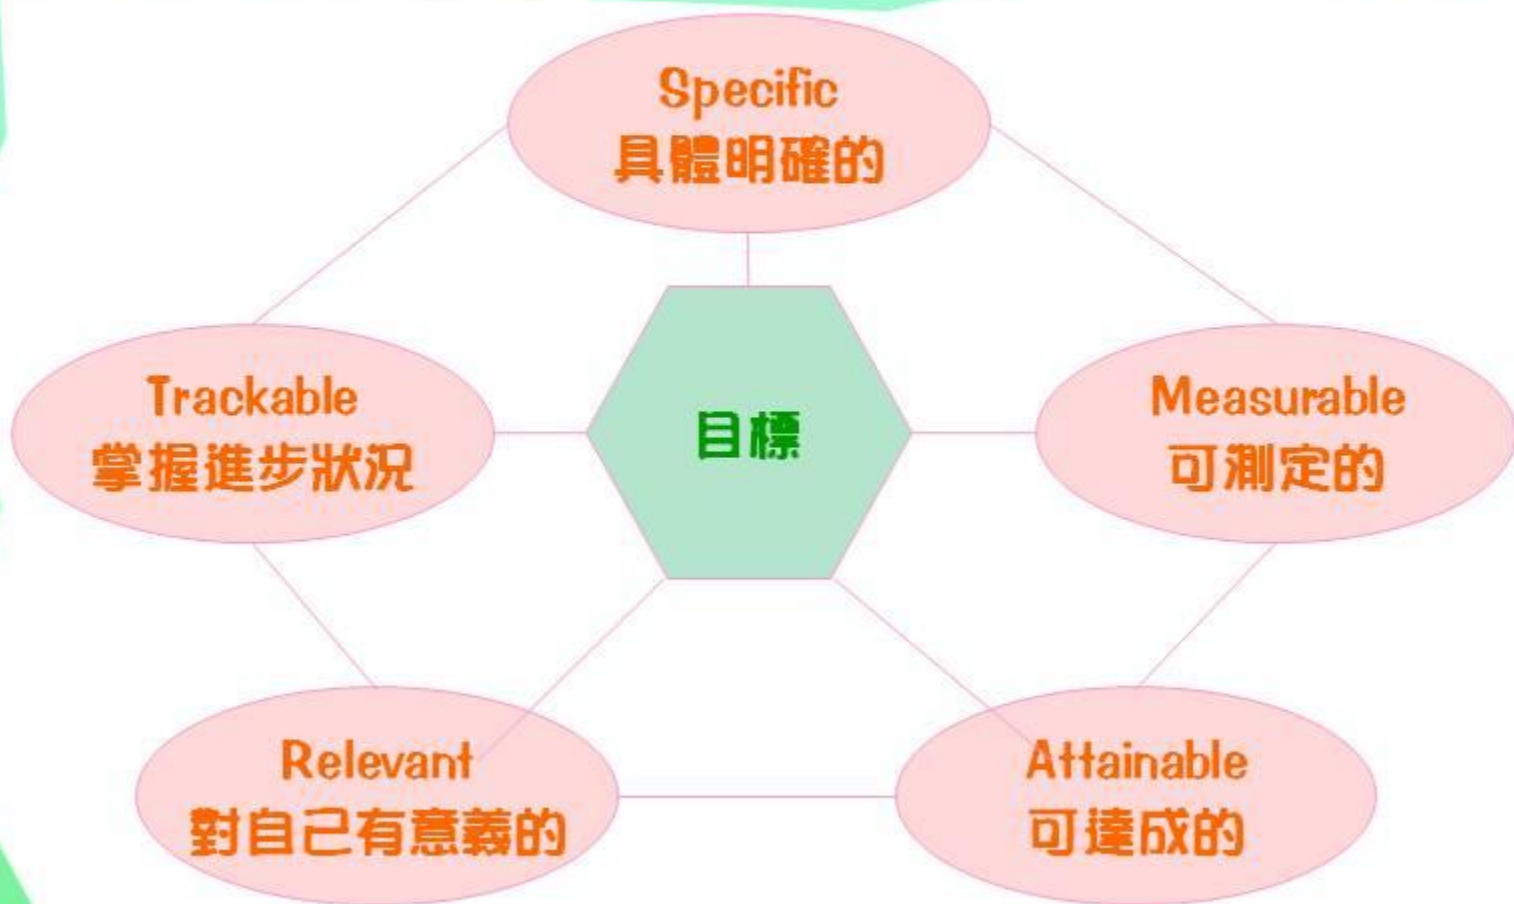 Specific
具體明確的
Trackable
掌握進步狀況
目標
Measurable
可測定的
Relevant
對自己有意義的
Attainable
可達成的